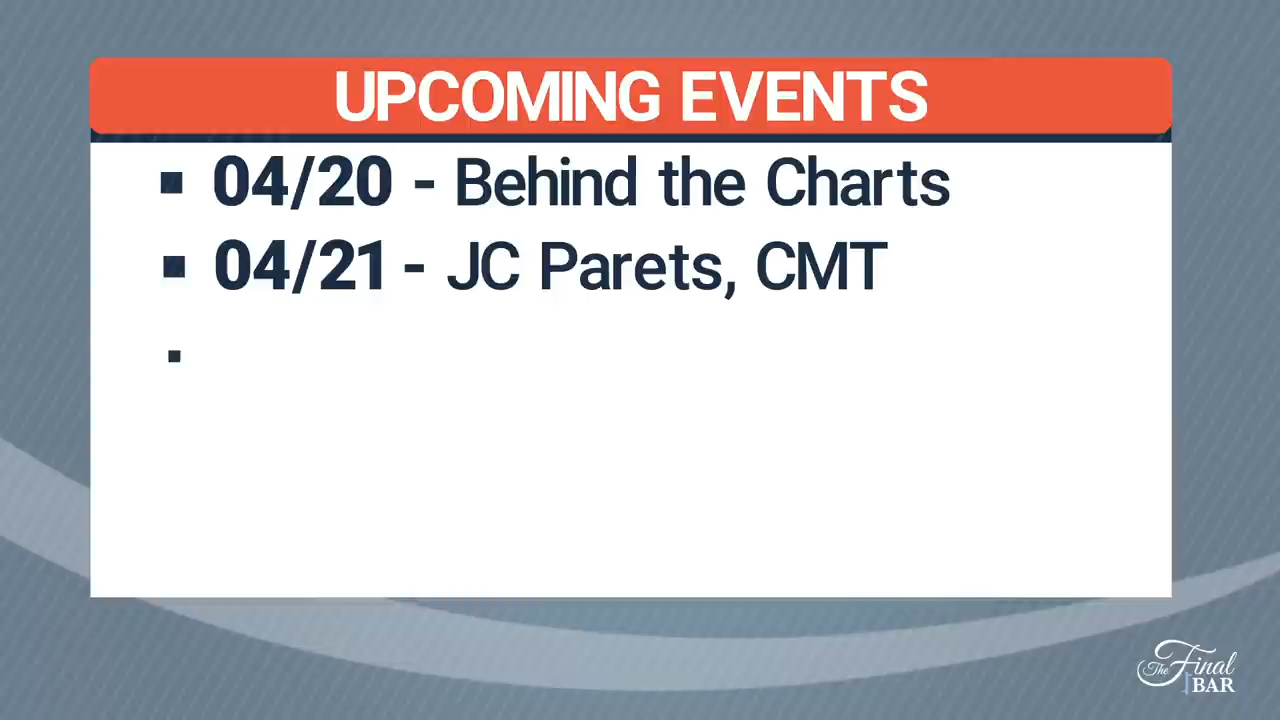 UPCOMING EVENTS
▪ 04/20 - Behind the Charts
▪ 04/21 - JC Parets, CMT
▪
The Final
BAR